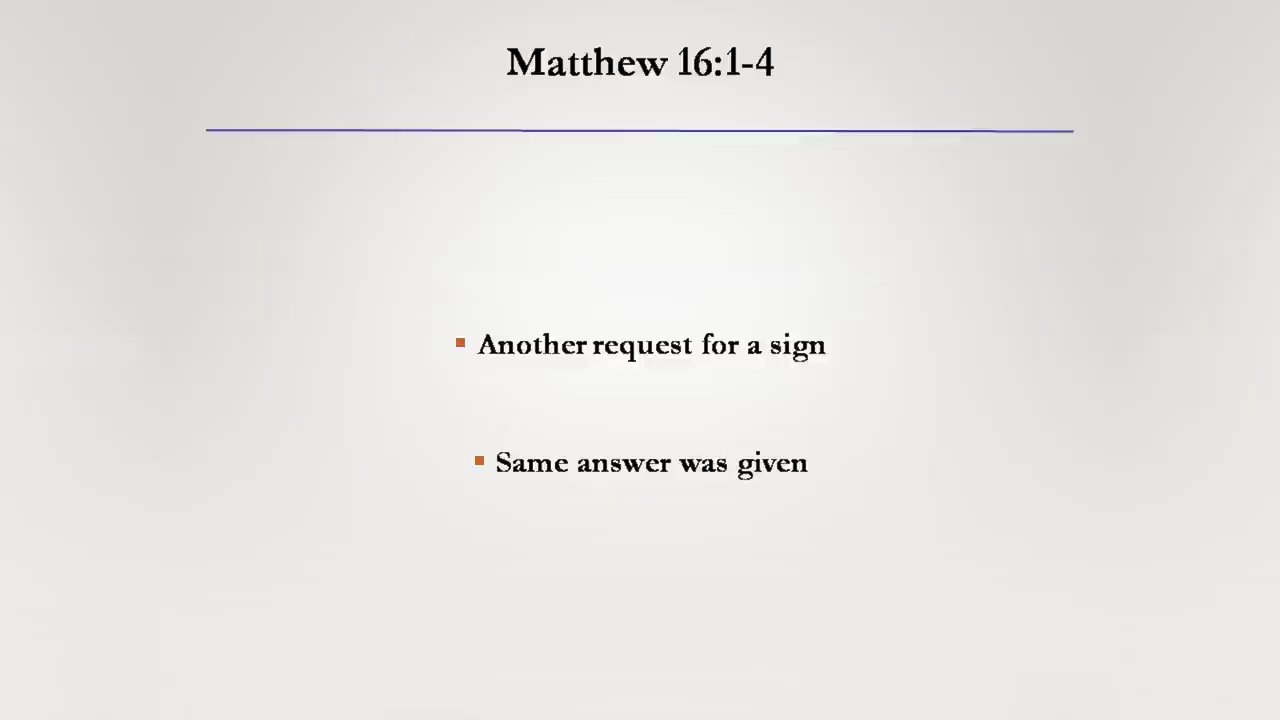 Matthew 16:1-4
▪ Another request for a sign
▪ Same answer was given